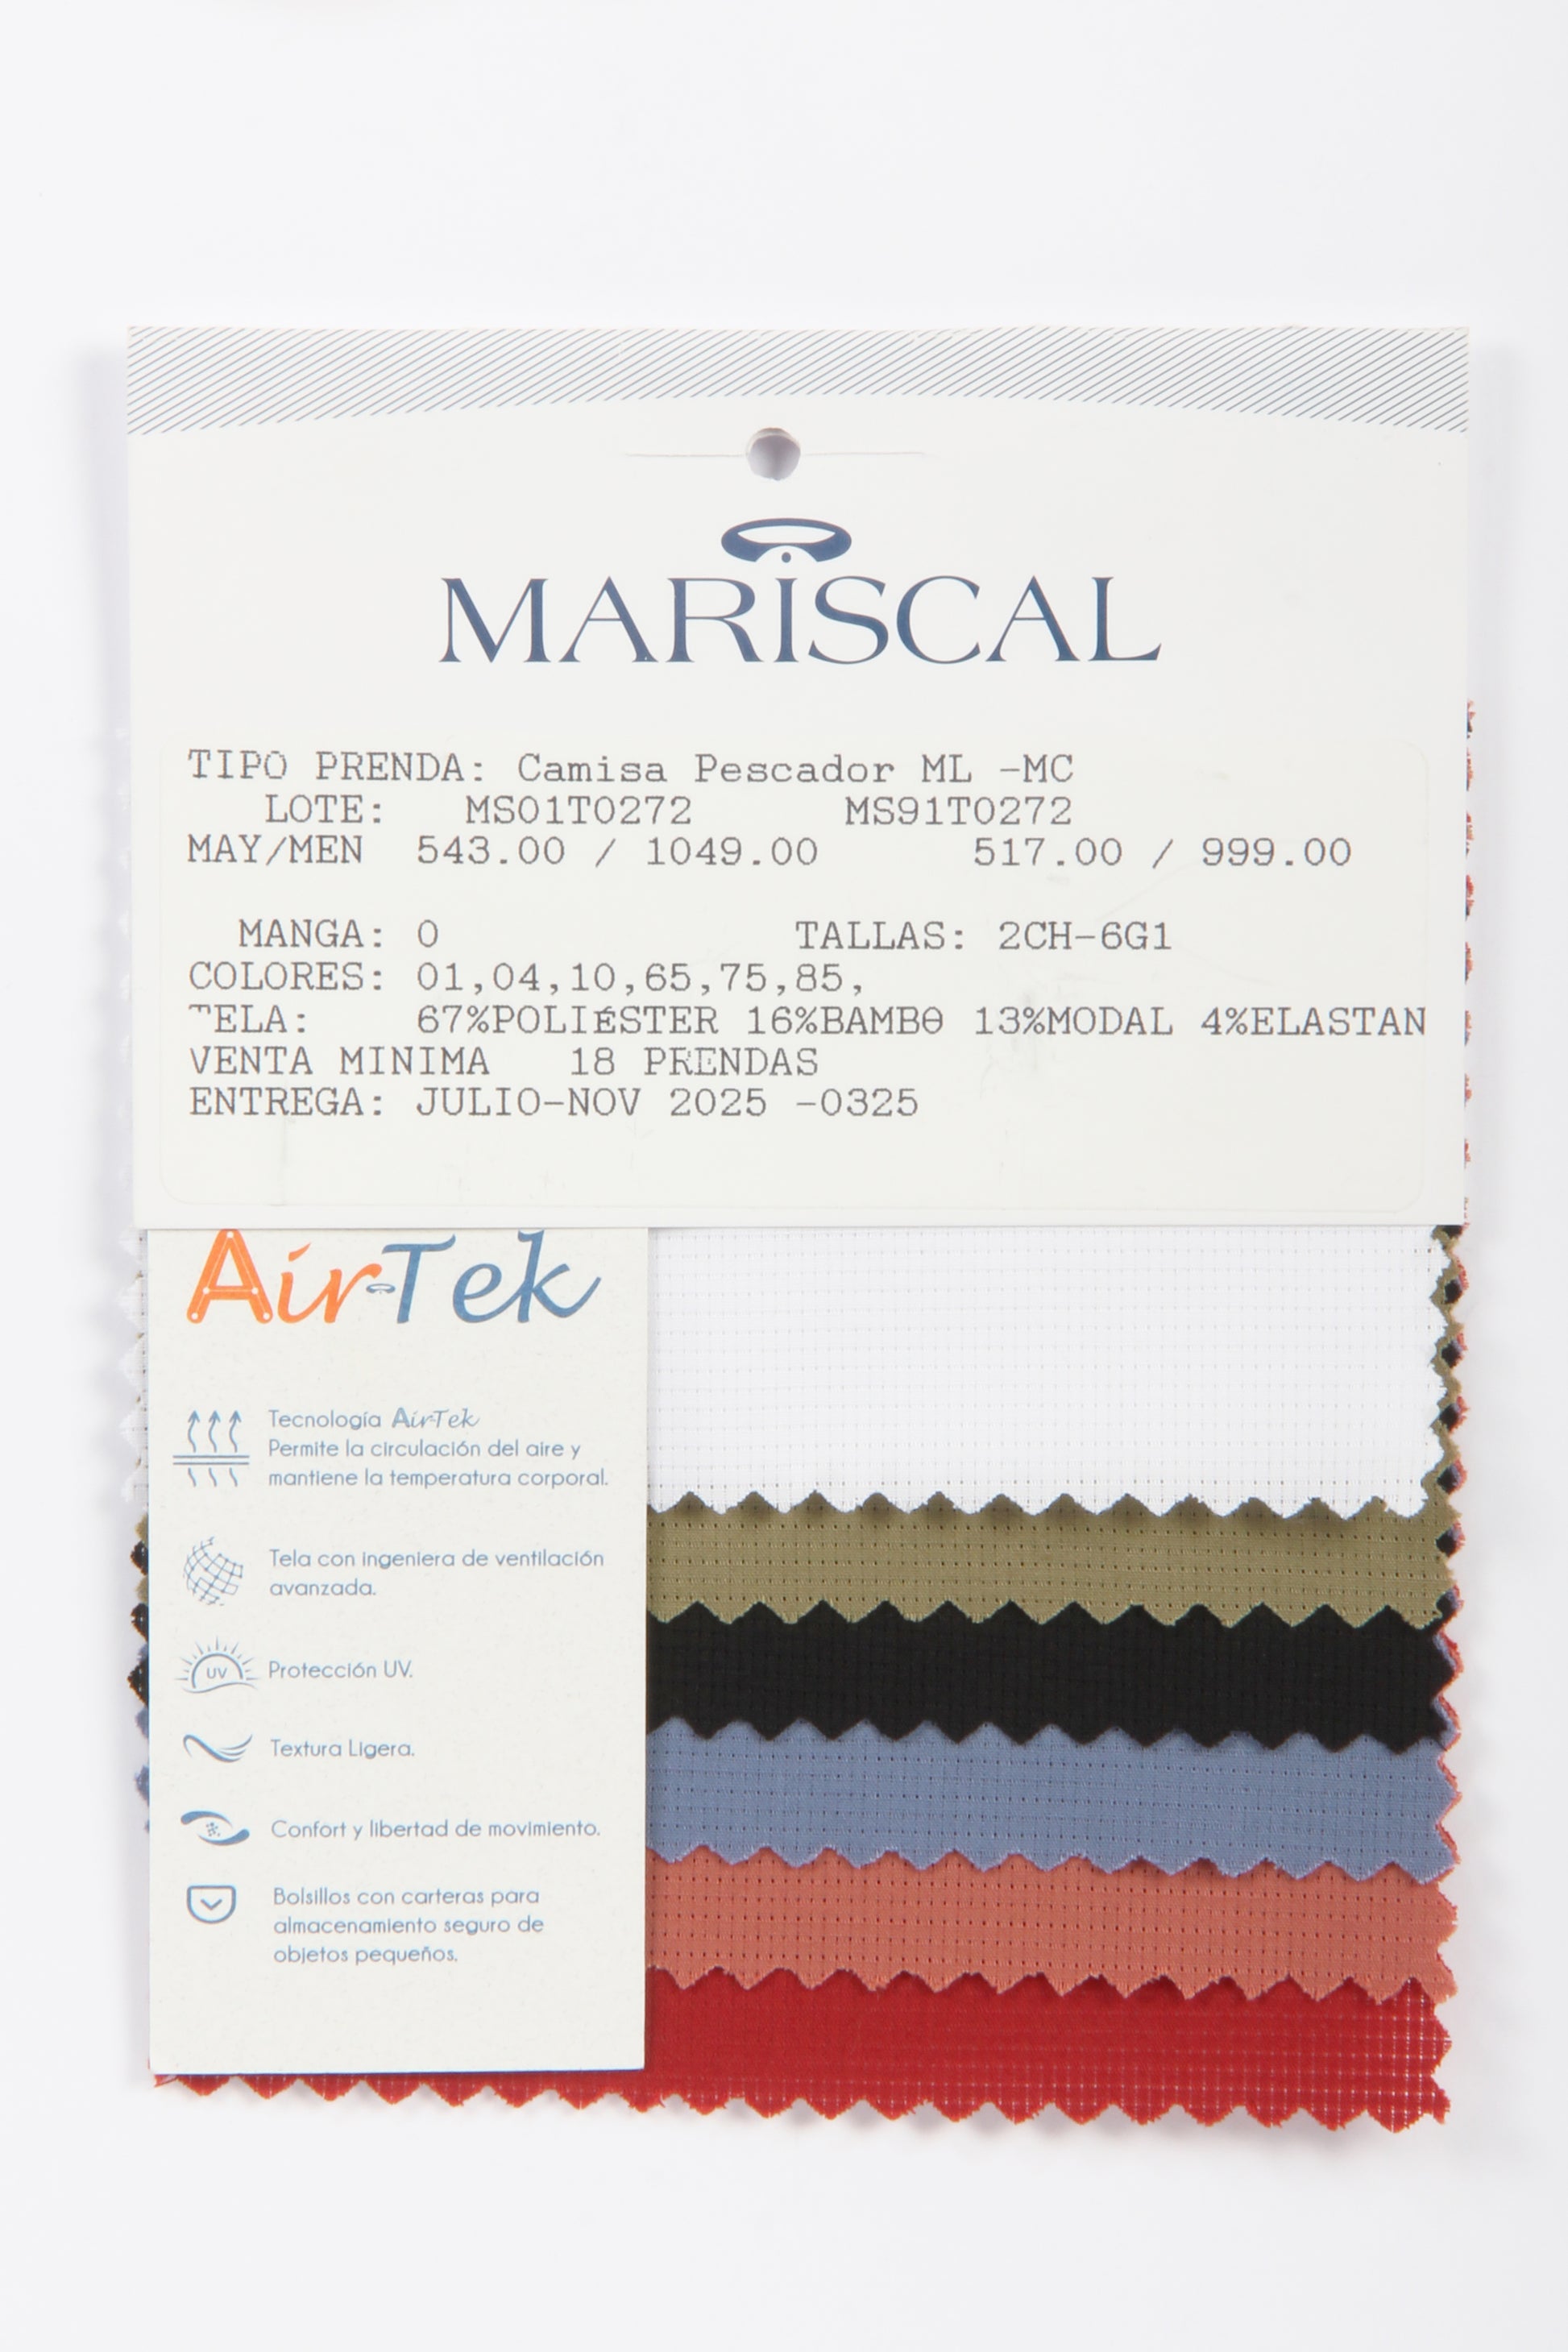 MARISCAL
TIPO PRENDA: Camisa Pescador ML -MC
LOTE: MS01T0272 MS91T0272
MAY/MEN 543.00 / 1049.00 517.00 / 999.00
MANGA: 0 TALLAS: 2CH-6G1
COLORES: 01,04,10,65,75,85,
TELA: 67%POLIÉSTER 16%BAMBθ 13%MODAL 4%ELASTAN
VENTA MINIMA 18 PRENDAS
ENTREGA: JULIO-NOV 2025 -0325
AirTek
Tecnología AirTek
Permite la circulación del aire y
mantiene la temperatura corporal.
Tela con ingeniera de ventilación
avanzada.
UV
Protección UV.
Textura Ligera.
Confort y libertad de movimiento.
Bolsillos con carteras para
almacenamiento seguro de
objetos pequeños.